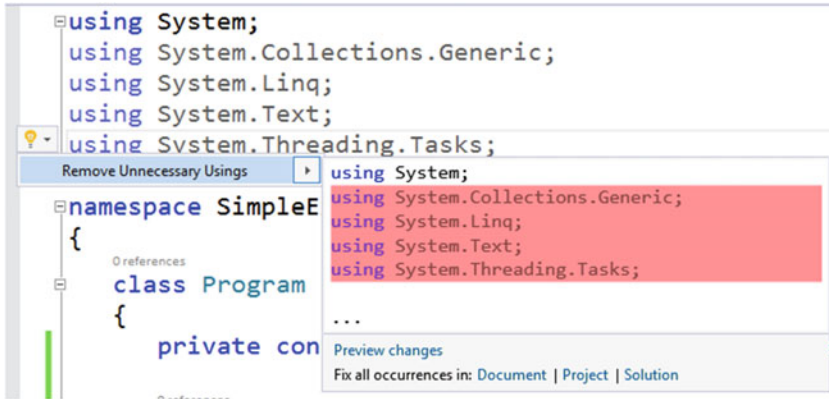 using System;
using System.Collections.Generic;
using System.Linq;
using System.Text;
using System.Threading.Tasks;
Remove Unnecessary Usings
using System;
using System.Collections.Generic;
using System.Linq;
using System.Text;
using System.Threading.Tasks;
...
namespace SimpleE
{
0 references
class Program
{
private con
Preview changes
Fix all occurrences in: Document | Project | Solution